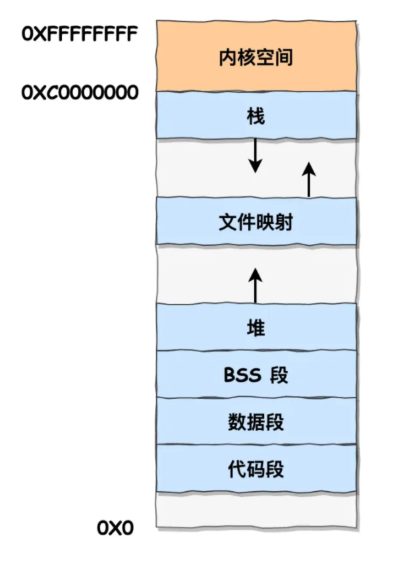 0XFFFFFFFF
内核空间
0XC0000000
栈
文件映射
堆
BSS 段
数据段
代码段
0X0